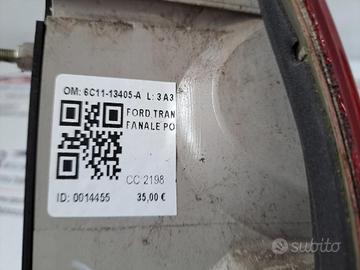 OM: 6C11-13405-A L: 3 A3
FORD TRAN
FANALE PO
CC 2198
ID: 0014455
35,00 €
subito